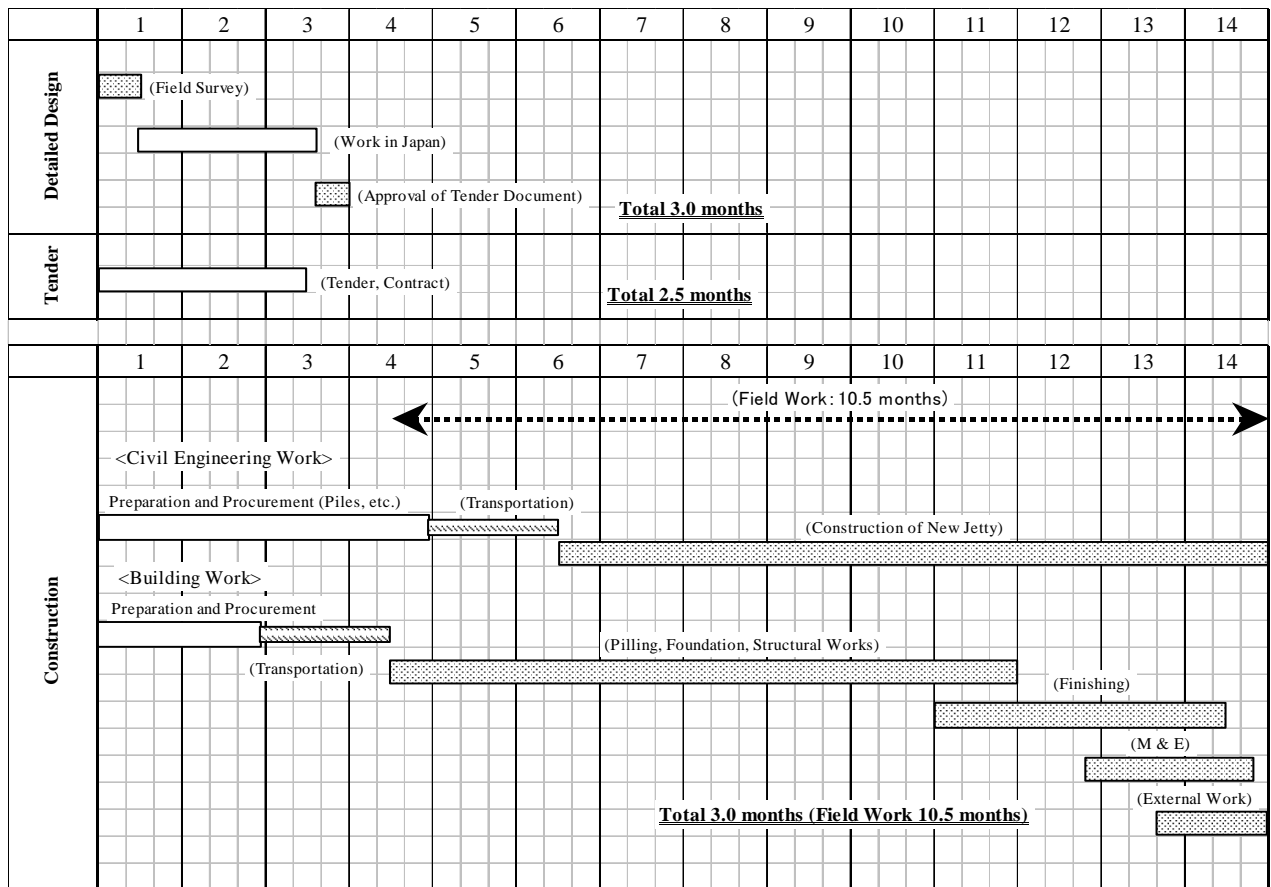 1 2 3 4 5 6 7 8 9 10 11 12 13 14
Detailed Design
(Field Survey)
(Work in Japan)
(Approval of Tender Document)
Total 3.0 months
Tender
(Tender, Contract)
Total 2.5 months
1 2 3 4 5 6 7 8 9 10 11 12 13 14
Construction
(Field Work: 10.5 months)
<Civil Engineering Work>
Preparation and Procurement (Piles, etc.)
(Transportation)
(Construction of New Jetty)
<Building Work>
Preparation and Procurement
(Transportation)
(Pilling, Foundation, Structural Works)
(Finishing)
(M & E)
(External Work)
Total 3.0 months (Field Work 10.5 months)